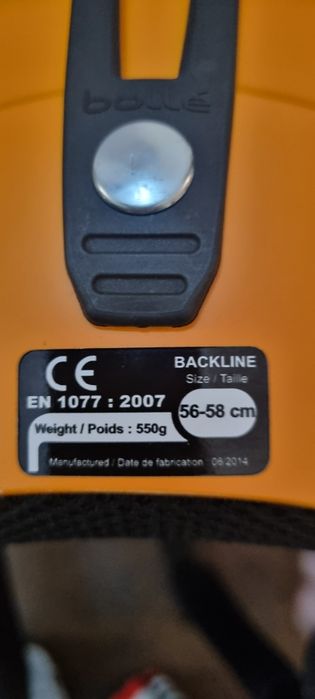 bollé
CE
BACKLINE
Size / Taille
EN 1077 : 2007
56-58 cm
Weight / Poids : 550g
Manufactured / Date de fabrication : 06/2014